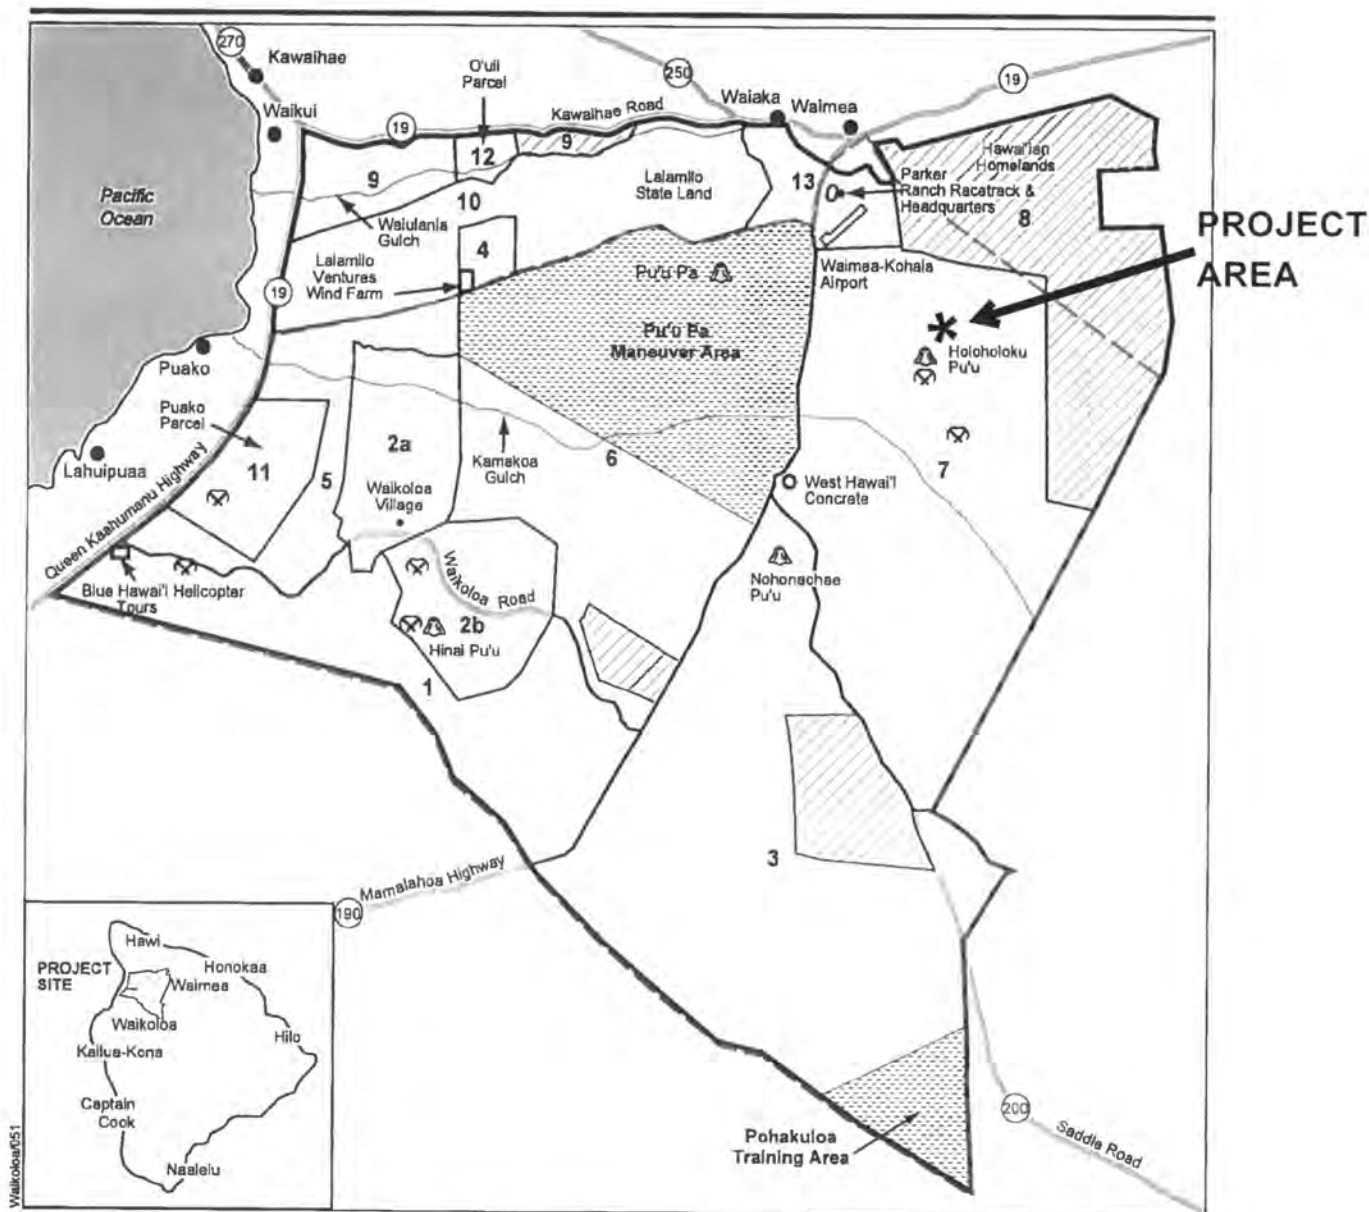 270
Kawaihae
Waikui
O'uli
Parcel
19
Kawaihae Road
250
Waiaka
Waimea
19
12
9
9
Hawai'ian
Homelands
Pacific
Ocean
Lalamilo
State Land
13
Parker
Ranch Racatrack &
Headquarters
8
PROJECT
AREA
10
Waiulania
Gulch
4
Lalamilo
Ventures
Wind Farm
Pu'u Pa
Waimea-Kohala
Airport
19
Pu'u Pa
Maneuver Area
Holoholoku
Pu'u
Puako
Puako
Parcel
2a
Kamakoa
Gulch
6
7
Lahuipuaa
11
5
Waikoloa
Village
West Hawai'i
Concrete
Queen Kaahumanu Highway
Blue Hawai'i Helicopter
Tours
Waikoloa Road
Nohonaohae
Pu'u
2b
Hinai Pu'u
1
3
Mamalahoa Highway
190
Hawi
PROJECT
SITE
Honokaa
Waimea
Waikoloa
Kailua-Kona
Hilo
Captain
Cook
Naalelu
Pohakuloa
Training Area
200
Saddle Road
Waikoloa/051